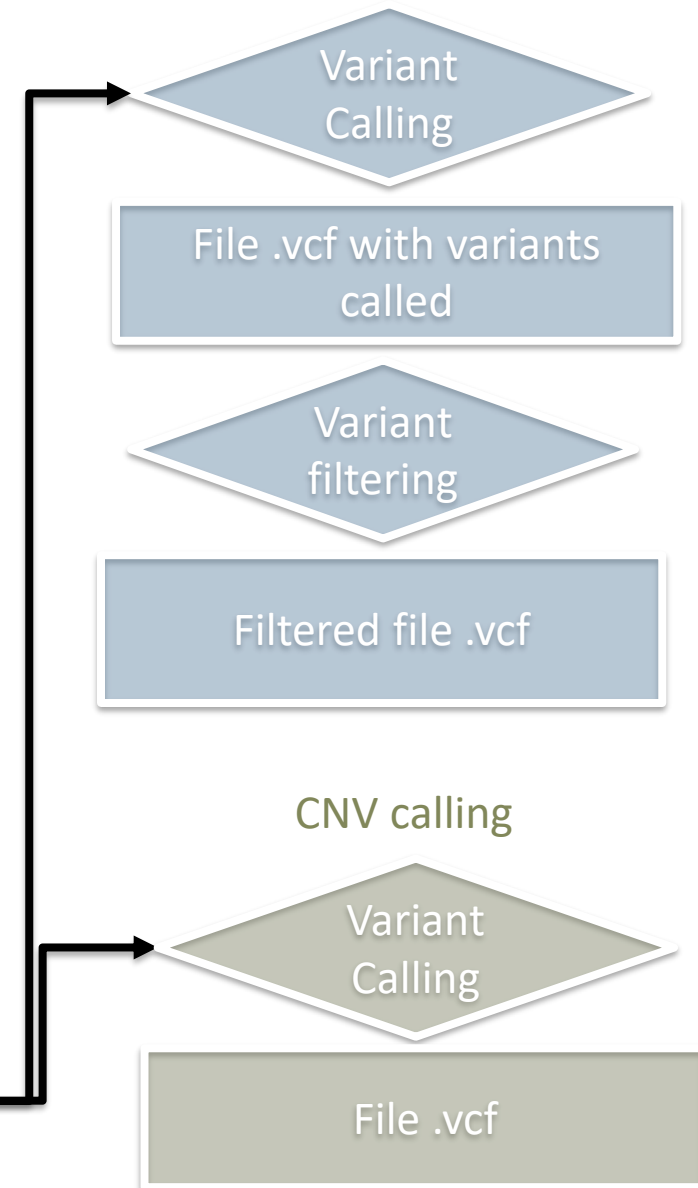 Variant
Calling
File .vcf with variants
called
Variant
filtering
Filtered file .vcf
CNV calling
Variant
Calling
File .vcf